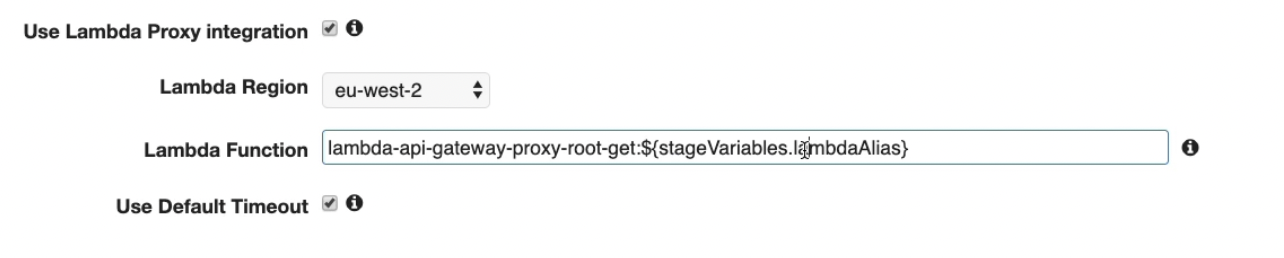 Use Lambda Proxy integration
Lambda Region eu-west-2
Lambda Function lambda-api-gateway-proxy-root-get:${stageVariables.lambdaAlias}
Use Default Timeout